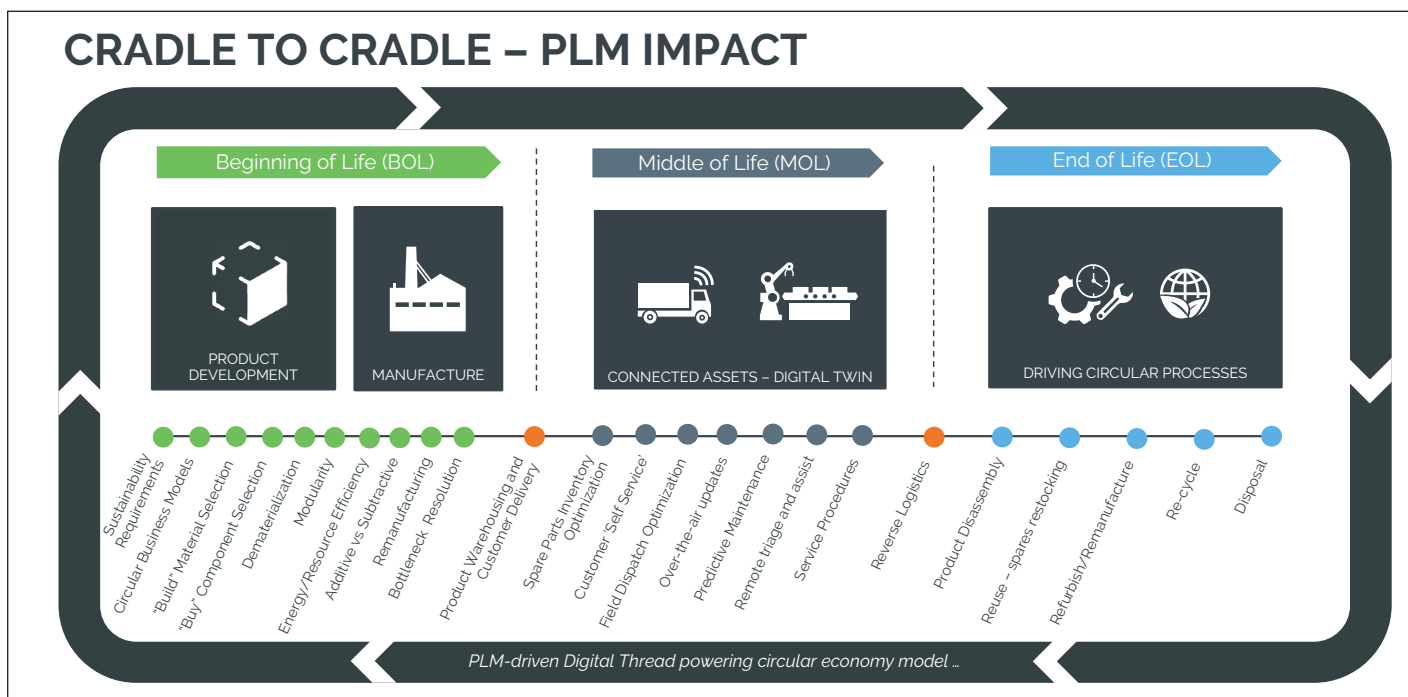 CRADLE TO CRADLE – PLM IMPACT
Beginning of Life (BOL)
Middle of Life (MOL)
End of Life (EOL)
PRODUCT
DEVELOPMENT
MANUFACTURE
CONNECTED ASSETS – DIGITAL TWIN
DRIVING CIRCULAR PROCESSES
Sustainability
Requirements
Circular Business Models
“Build” Material Selection
“Buy” Component Selection
Dematerialization
Modularity
Energy/Resource Efficiency
Additive vs Subtractive
Remanufacturing
Bottleneck Resolution
Product Warehousing and
Customer Delivery
Spare Parts Inventory
Optimization
Customer ‘Self Service’
Field Dispatch Optimization
Over-the-air updates
Predictive Maintenance
Remote triage and assist
Service Procedures
Reverse Logistics
Product Disassembly
Reuse – spares restocking
Refurbish/Remanufacture
Re-cycle
Disposal
PLM-driven Digital Thread powering circular economy model ...